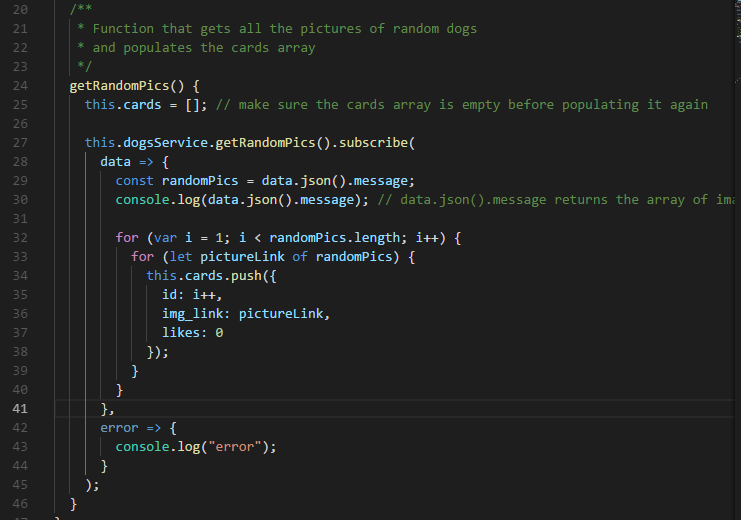 20 /**
21 * Function that gets all the pictures of random dogs
22 * and populates the cards array
23 */
24 getRandomPics() {
25 this.cards = []; // make sure the cards array is empty before populating it again
26
27 this.dogsService.getRandomPics().subscribe(
28 data => {
29 const randomPics = data.json().message;
30 console.log(data.json().message); // data.json().message returns the array of ima
31
32 for (var i = 1; i < randomPics.length; i++) {
33 for (let pictureLink of randomPics) {
34 this.cards.push({
35 id: i++,
36 img_link: pictureLink,
37 likes: 0
38 });
39 }
40 }
41 },
42 error => {
43 console.log("error");
44 }
45 );
46 }